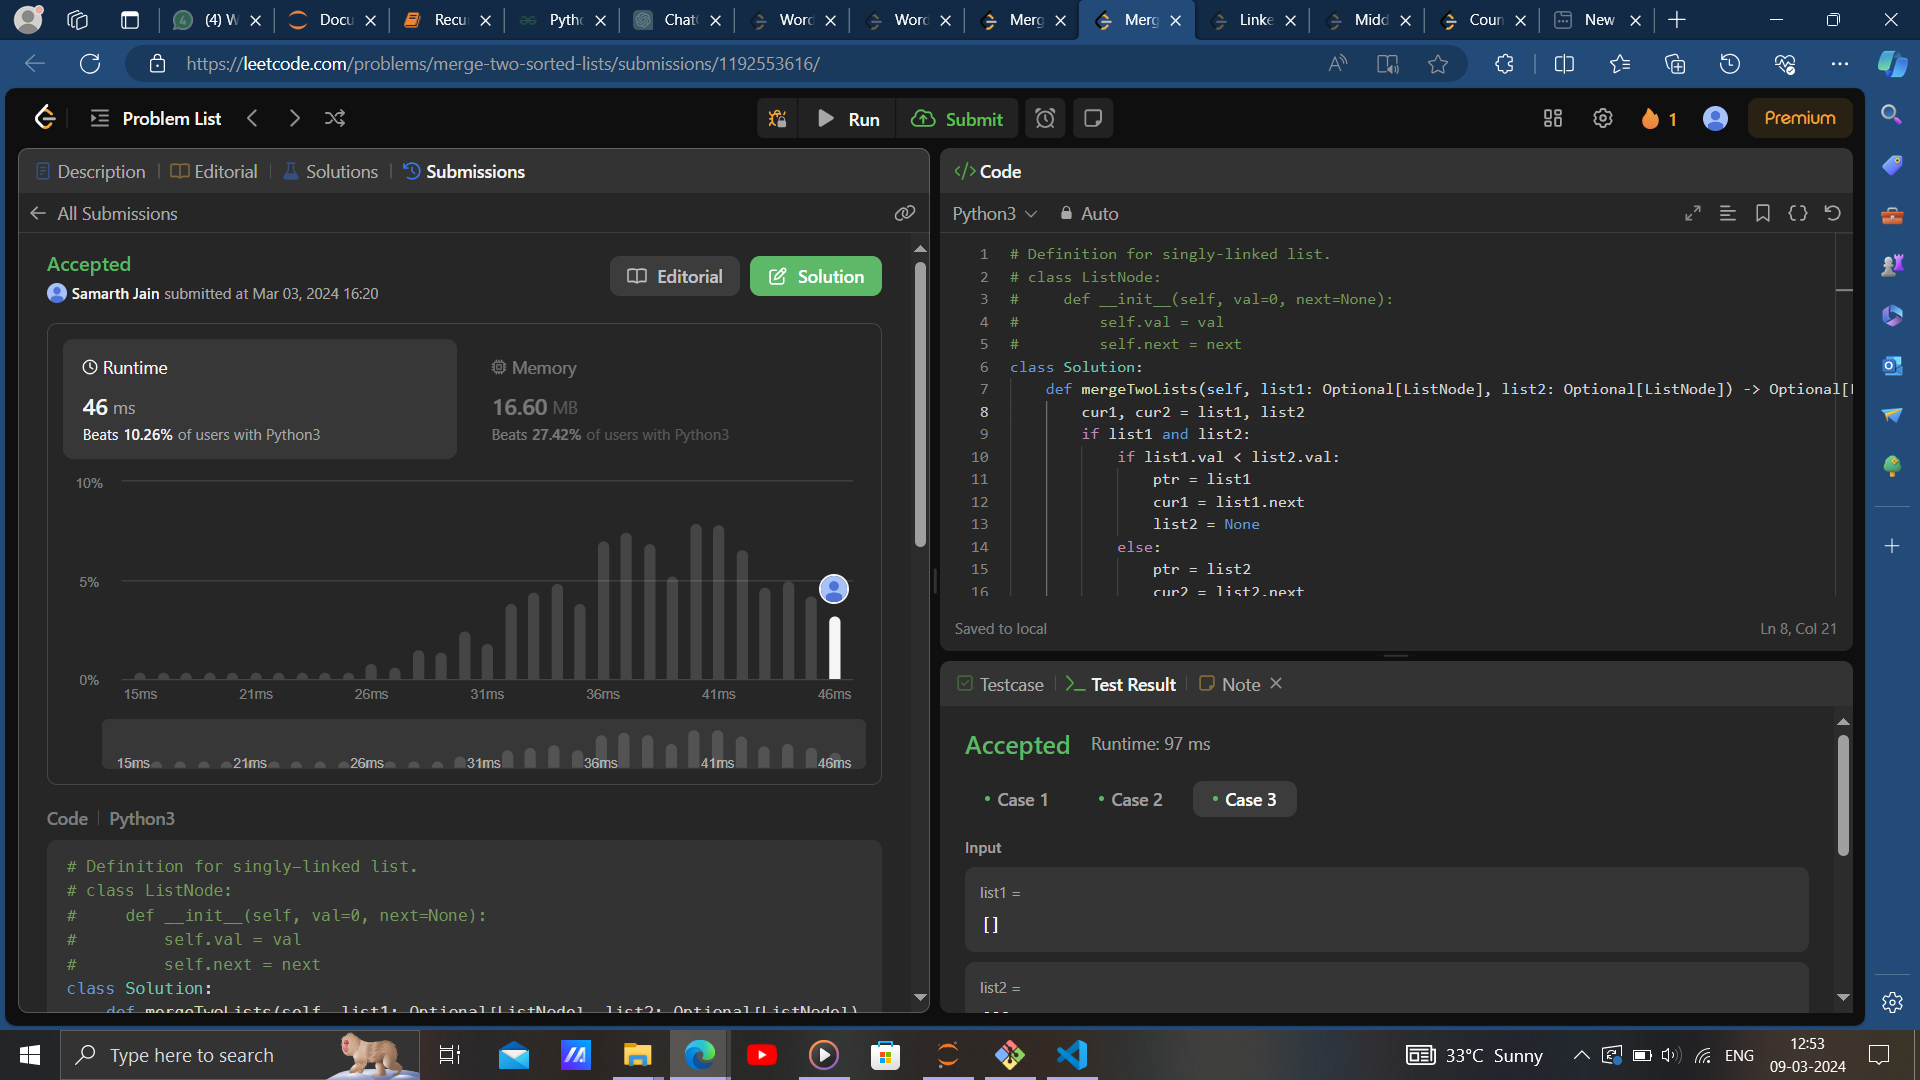 (4) W
Docu
Recu
Pytho
Chat
Word
Word
Merg
Merg
Linke
Midd
Coun
New
https://leetcode.com/problems/merge-two-sorted-lists/submissions/1192553616/
Problem List
Run
Submit
1
Premium
Description
Editorial
Solutions
Submissions
All Submissions
Accepted
Editorial
Solution
Samarth Jain submitted at Mar 03, 2024 16:20
Runtime
46 ms
Beats 10.26% of users with Python3
Memory
16.60 MB
Beats 27.42% of users with Python3
10%
5%
0%
15ms 21ms 26ms 31ms 36ms 41ms 46ms
15ms 21ms 26ms 31ms 36ms 41ms 46ms
Code | Python3
# Definition for singly-linked list.
# class ListNode:
#     def __init__(self, val=0, next=None):
#         self.val = val
#         self.next = next
class Solution:
    def mergeTwoLists(self, list1: Optional[ListNode], list2: Optional[ListNode])
</> Code
Python3
Auto
1 # Definition for singly-linked list.
2 # class ListNode:
3 #     def __init__(self, val=0, next=None):
4 #         self.val = val
5 #         self.next = next
6 class Solution:
7     def mergeTwoLists(self, list1: Optional[ListNode], list2: Optional[ListNode]) -> Optional[
8         cur1, cur2 = list1, list2
9         if list1 and list2:
10             if list1.val < list2.val:
11                 ptr = list1
12                 cur1 = list1.next
13                 list2 = None
14             else:
15                 ptr = list2
16                 cur2 = list2.next
Saved to local
Ln 8, Col 21
Testcase
Test Result
Note
Accepted
Runtime: 97 ms
Case 1
Case 2
Case 3
Input
list1 =
[]
list2 =
Type here to search
33°C Sunny
ENG
12:53
09-03-2024